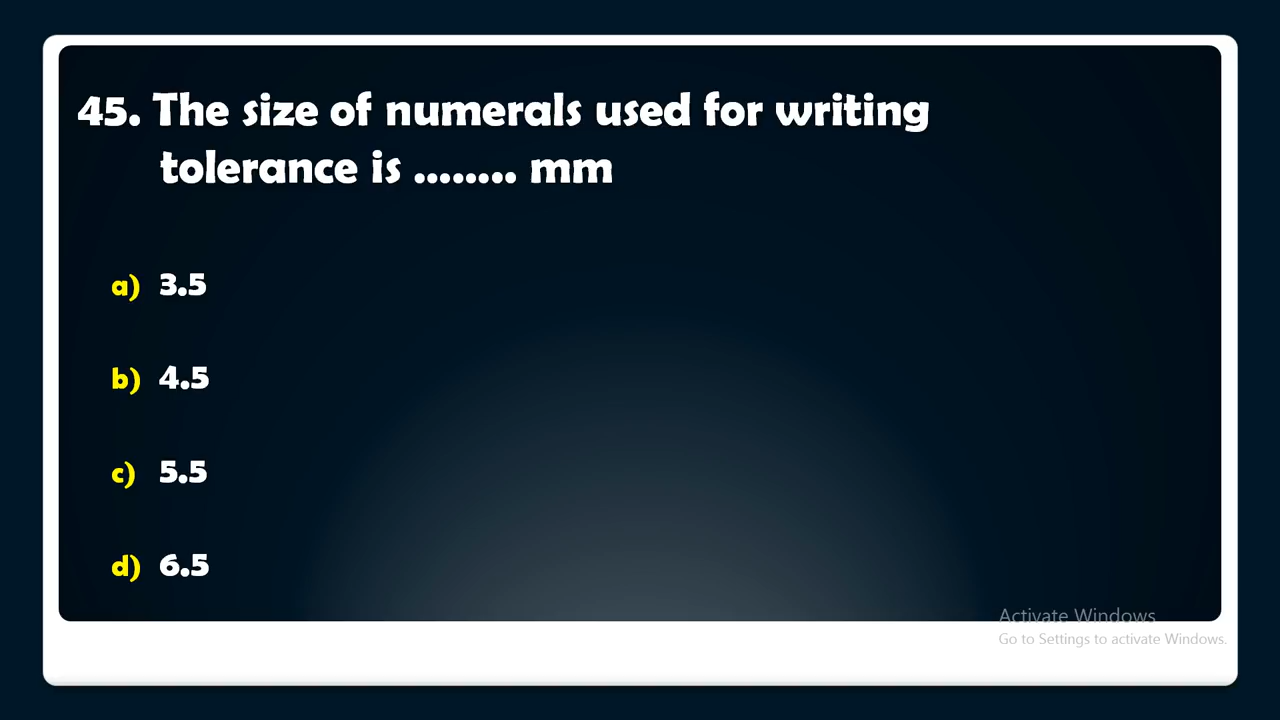 45. The size of numerals used for writing
tolerance is ........ mm
a) 3.5
b) 4.5
c) 5.5
d) 6.5
Activate Windows
Go to Settings to activate Windows.